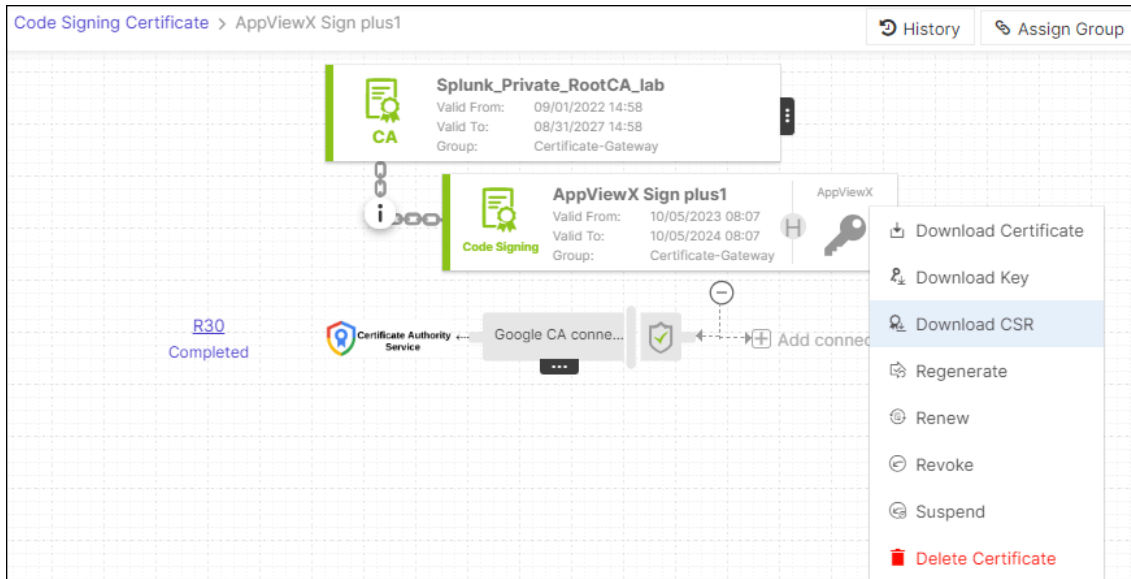 Code Signing Certificate > AppViewX Sign plus1
History
Assign Group
Splunk_Private_RootCA_lab
Valid From: 09/01/2022 14:58
Valid To: 08/31/2027 14:58
Group: Certificate-Gateway
CA
AppViewX Sign plus1
Valid From: 10/05/2023 08:07
Valid To: 10/05/2024 08:07
Group: Certificate-Gateway
Code Signing
H
AppViewX
i
Download Certificate
Download Key
Download CSR
Regenerate
Renew
Revoke
Suspend
Delete Certificate
R30
Completed
Certificate Authority
Service
Google CA conne...
Add connec